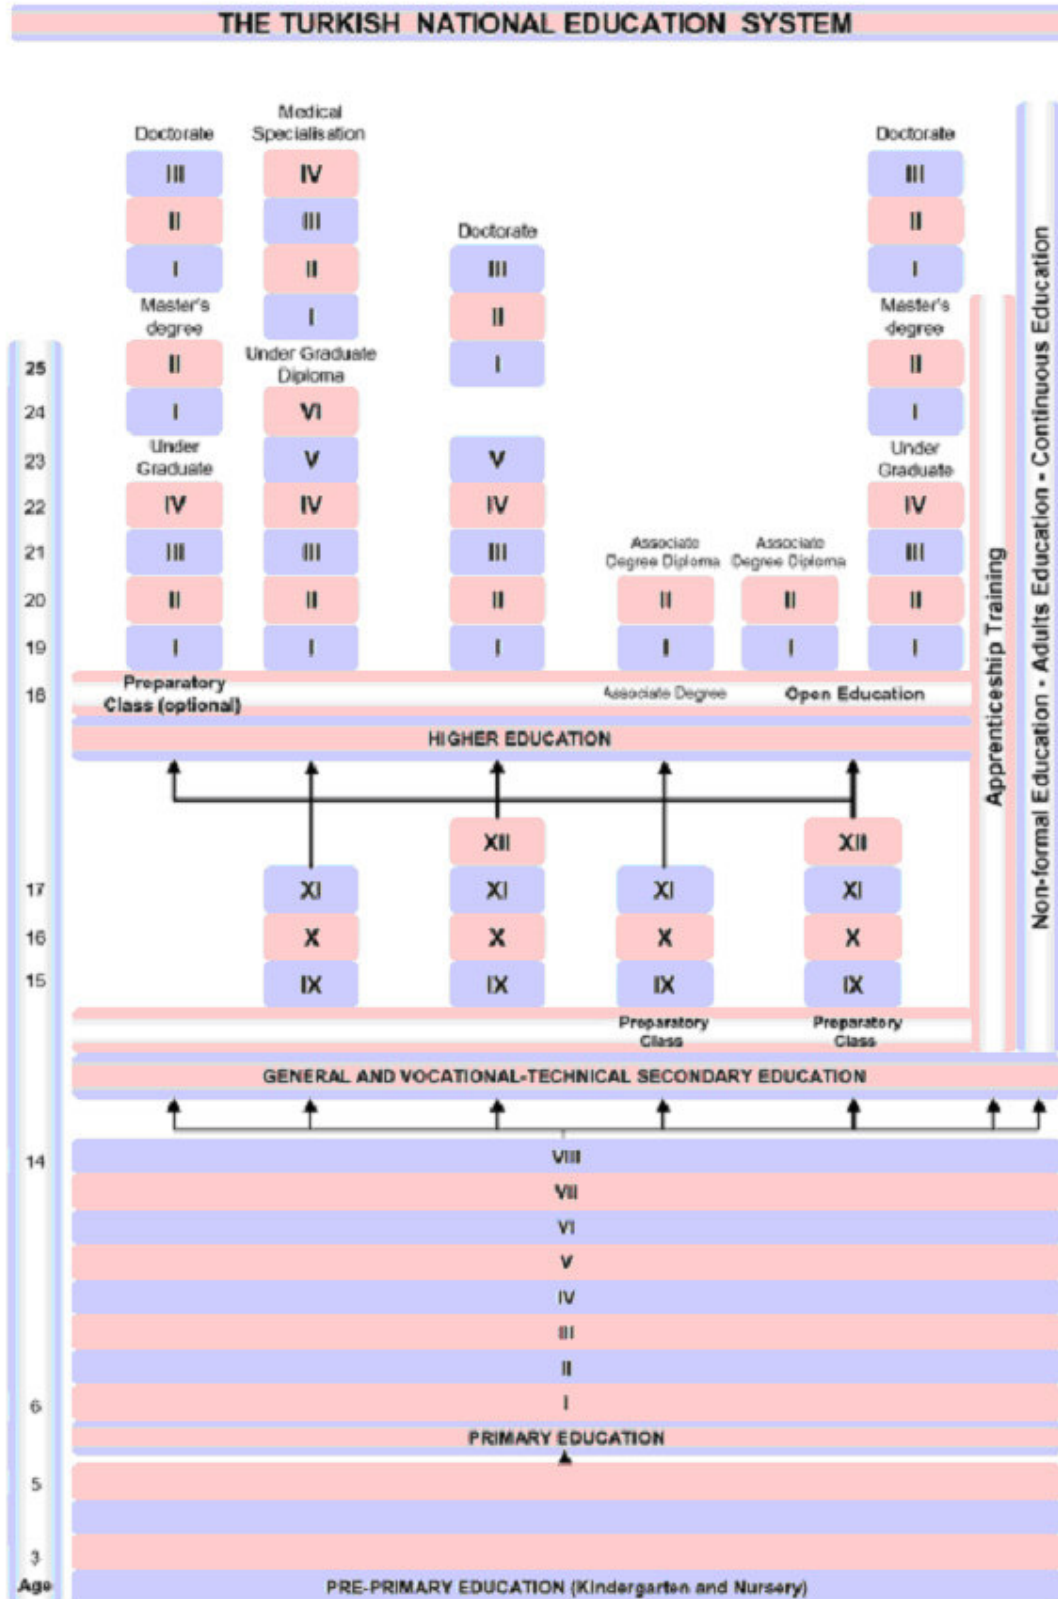 THE TURKISH NATIONAL EDUCATION SYSTEM
Medical
Doctorate Specialisation Doctorate
III IV III
II III II
Doctorate
I II III I
Master's
degree I II Master's
degree
Under Graduate
Diploma
25 II I II
24 I VI I
Under
Graduate
23 V V Under
Graduate
22 IV IV IV IV
21 III III III III
Associate
Degree Diploma
Associate
Degree Diploma
20 II II II II II II
19 I I I I I I
18 Preparatory
Class (optional)
Associate Degree
Open Education
HIGHER EDUCATION
XII XII
17 XI XI XI XI
16 X X X X
15 IX IX IX IX
Preparatory
Class
Preparatory
Class
GENERAL AND VOCATIONAL-TECHNICAL SECONDARY EDUCATION
14 VIII
VII
VI
V
IV
III
II
6 I
PRIMARY EDUCATION
5
3
Age PRE-PRIMARY EDUCATION (Kindergarten and Nursery)
Apprenticeship Training
Non-formal Education - Adults Education - Continuous Education